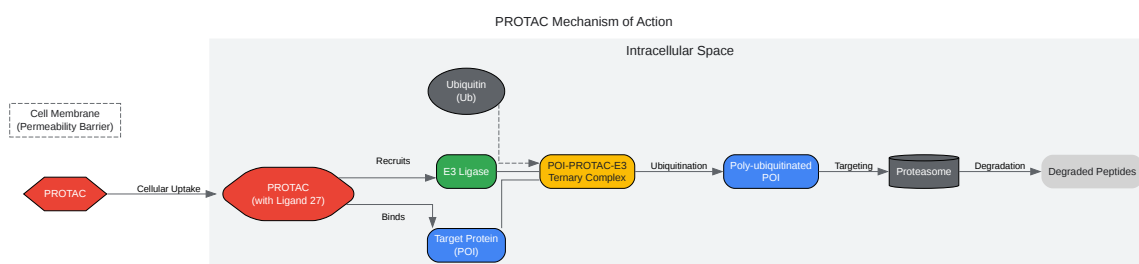 PROTAC Mechanism of Action
Intracellular Space
Cell Membrane
(Permeability Barrier)
PROTAC
Cellular Uptake
PROTAC
(with Ligand 27)
Recruits
Binds
Ubiquitin
(Ub)
E3 Ligase
Target Protein
(POI)
POI-PROTAC-E3
Ternary Complex
Ubiquitination
Poly-ubiquitinated
POI
Targeting
Proteasome
Degradation
Degraded Peptides